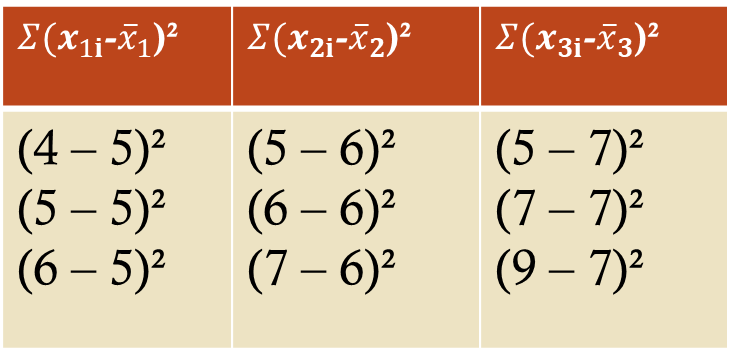 Σ(x₁ᵢ-x̄₁)²
Σ(x₂ᵢ-x̄₂)²
Σ(x₃ᵢ-x̄₃)²
(4 – 5)²
(5 – 5)²
(6 – 5)²
(5 – 6)²
(6 – 6)²
(7 – 6)²
(5 – 7)²
(7 – 7)²
(9 – 7)²